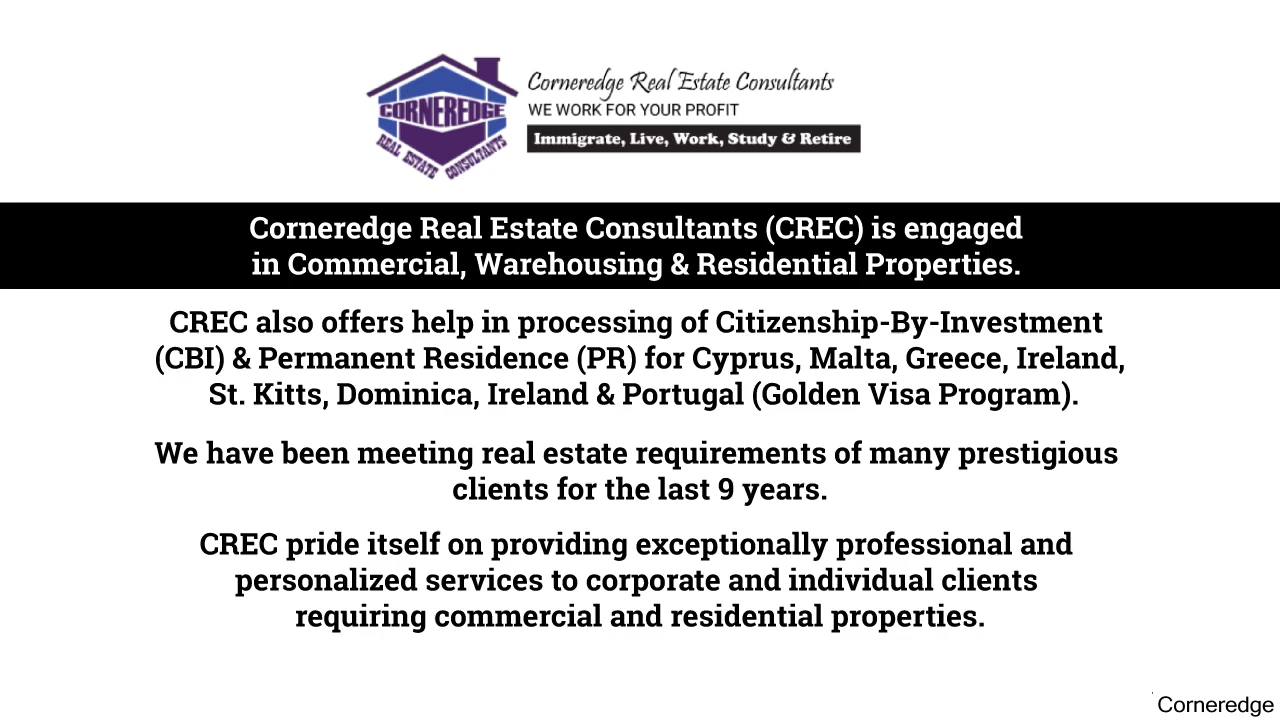 CORNEREDGE
REAL ESTATE CONSULTANTS
Corneredge Real Estate Consultants
WE WORK FOR YOUR PROFIT
Immigrate, Live, Work, Study & Retire
Corneredge Real Estate Consultants (CREC) is engaged
in Commercial, Warehousing & Residential Properties.
CREC also offers help in processing of Citizenship-By-Investment
(CBI) & Permanent Residence (PR) for Cyprus, Malta, Greece, Ireland,
St. Kitts, Dominica, Ireland & Portugal (Golden Visa Program).
We have been meeting real estate requirements of many prestigious
clients for the last 9 years.
CREC pride itself on providing exceptionally professional and
personalized services to corporate and individual clients
requiring commercial and residential properties.
Corneredge